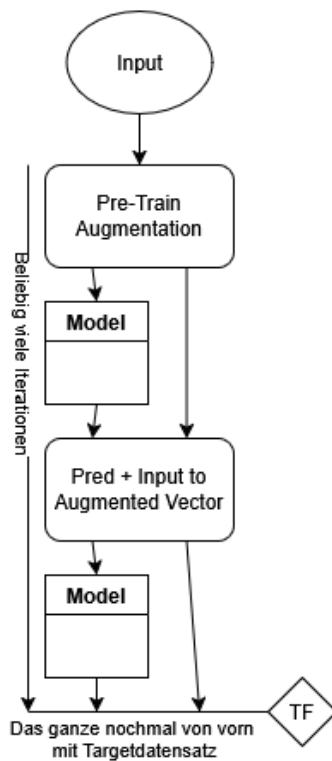 Input
Pre-Train
Augmentation
Beliebig viele Iterationen
Model
Pred + Input to
Augmented Vector
Model
TF
Das ganze nochmal von vorn
mit Targetdatensatz